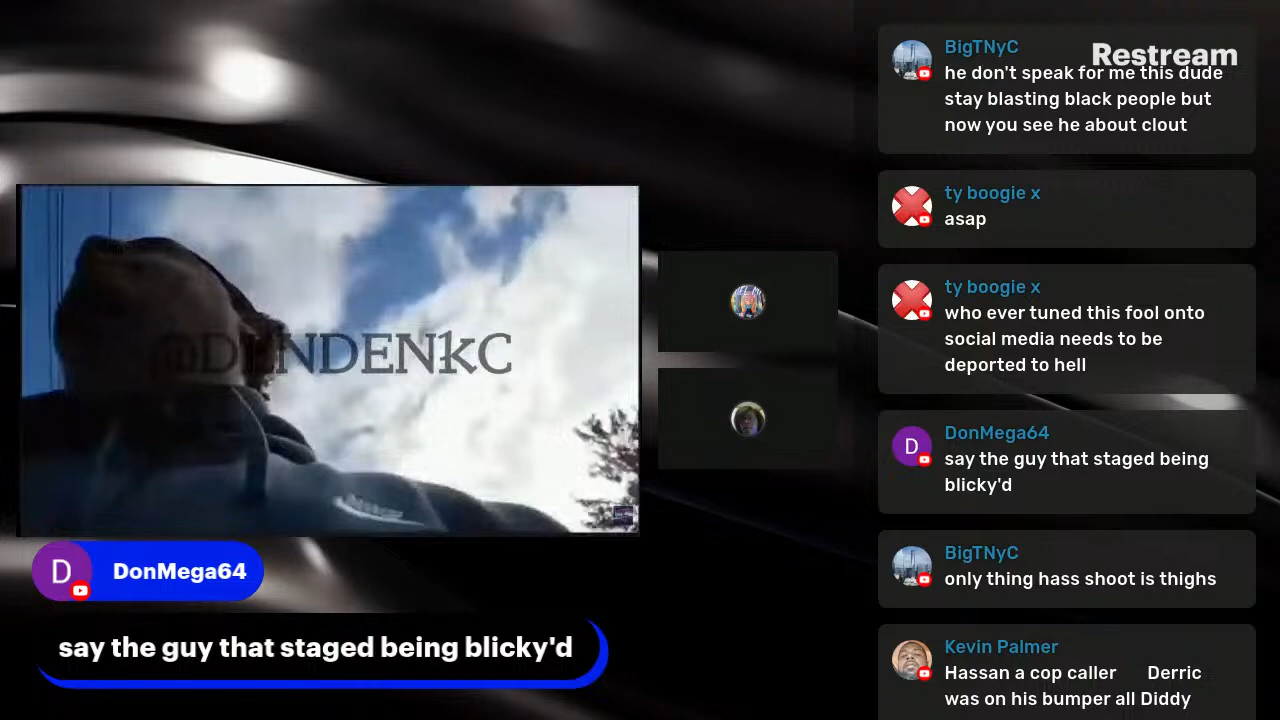 Restream
BigTNyC
he don't speak for me this dude
stay blasting black people but
now you see he about clout
ty boogie x
asap
ty boogie x
who ever tuned this fool onto
social media needs to be
deported to hell
DonMega64
say the guy that staged being
blicky'd
BigTNyC
only thing hass shoot is thighs
Kevin Palmer
Hassan a cop caller Derric
was on his bumper all Diddy
@DENDENkC
D
DonMega64
say the guy that staged being blicky'd
D